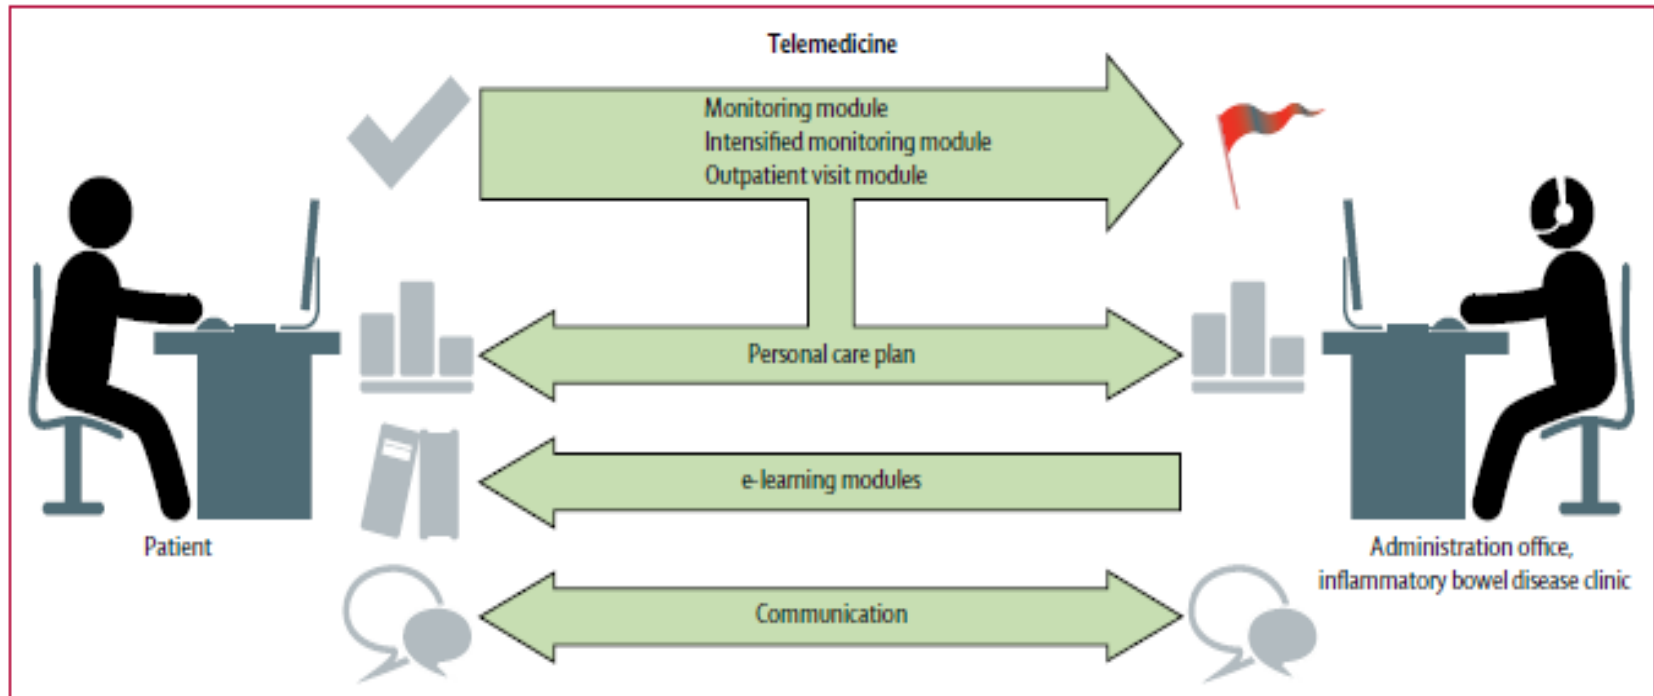 Telemedicine
Monitoring module
Intensified monitoring module
Outpatient visit module
Personal care plan
e-learning modules
Patient
Administration office,
inflammatory bowel disease clinic
Communication